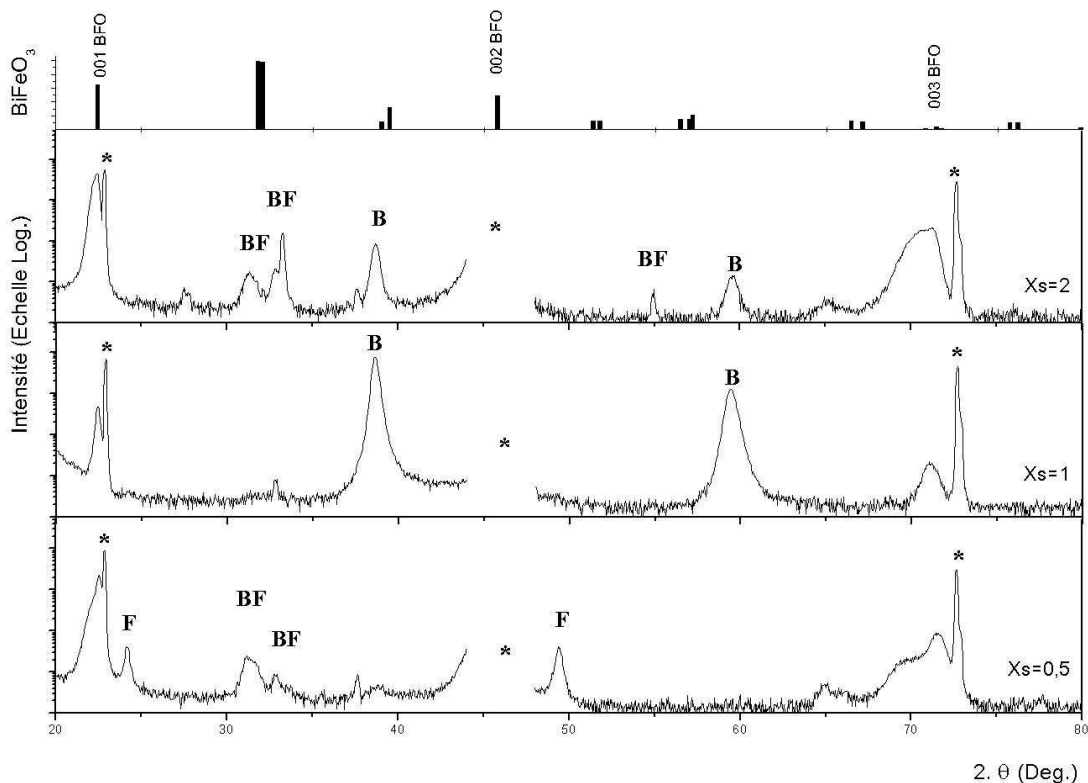 BiFeO3
001 BFO
002 BFO
003 BFO
Intensité (Echelle Log.)
*
BF
BF
B
*
BF
B
*
Xs=2
*
B
*
B
*
Xs=1
*
F
BF
BF
*
F
*
Xs=0,5
20
30
40
50
60
70
80
2. θ (Deg.)